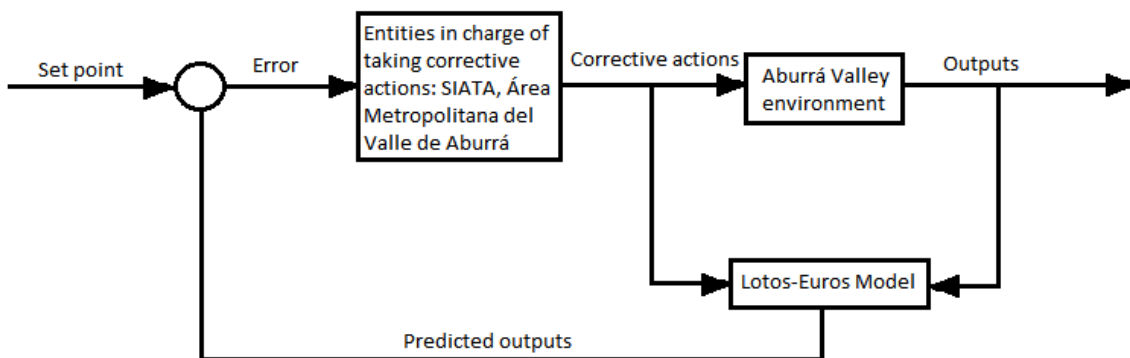 Set point
Error
Entities in charge of
taking corrective
actions: SIATA, Área
Metropolitana del
Valle de Aburrá
Corrective actions
Aburrá Valley
environment
Outputs
Lotos-Euros Model
Predicted outputs